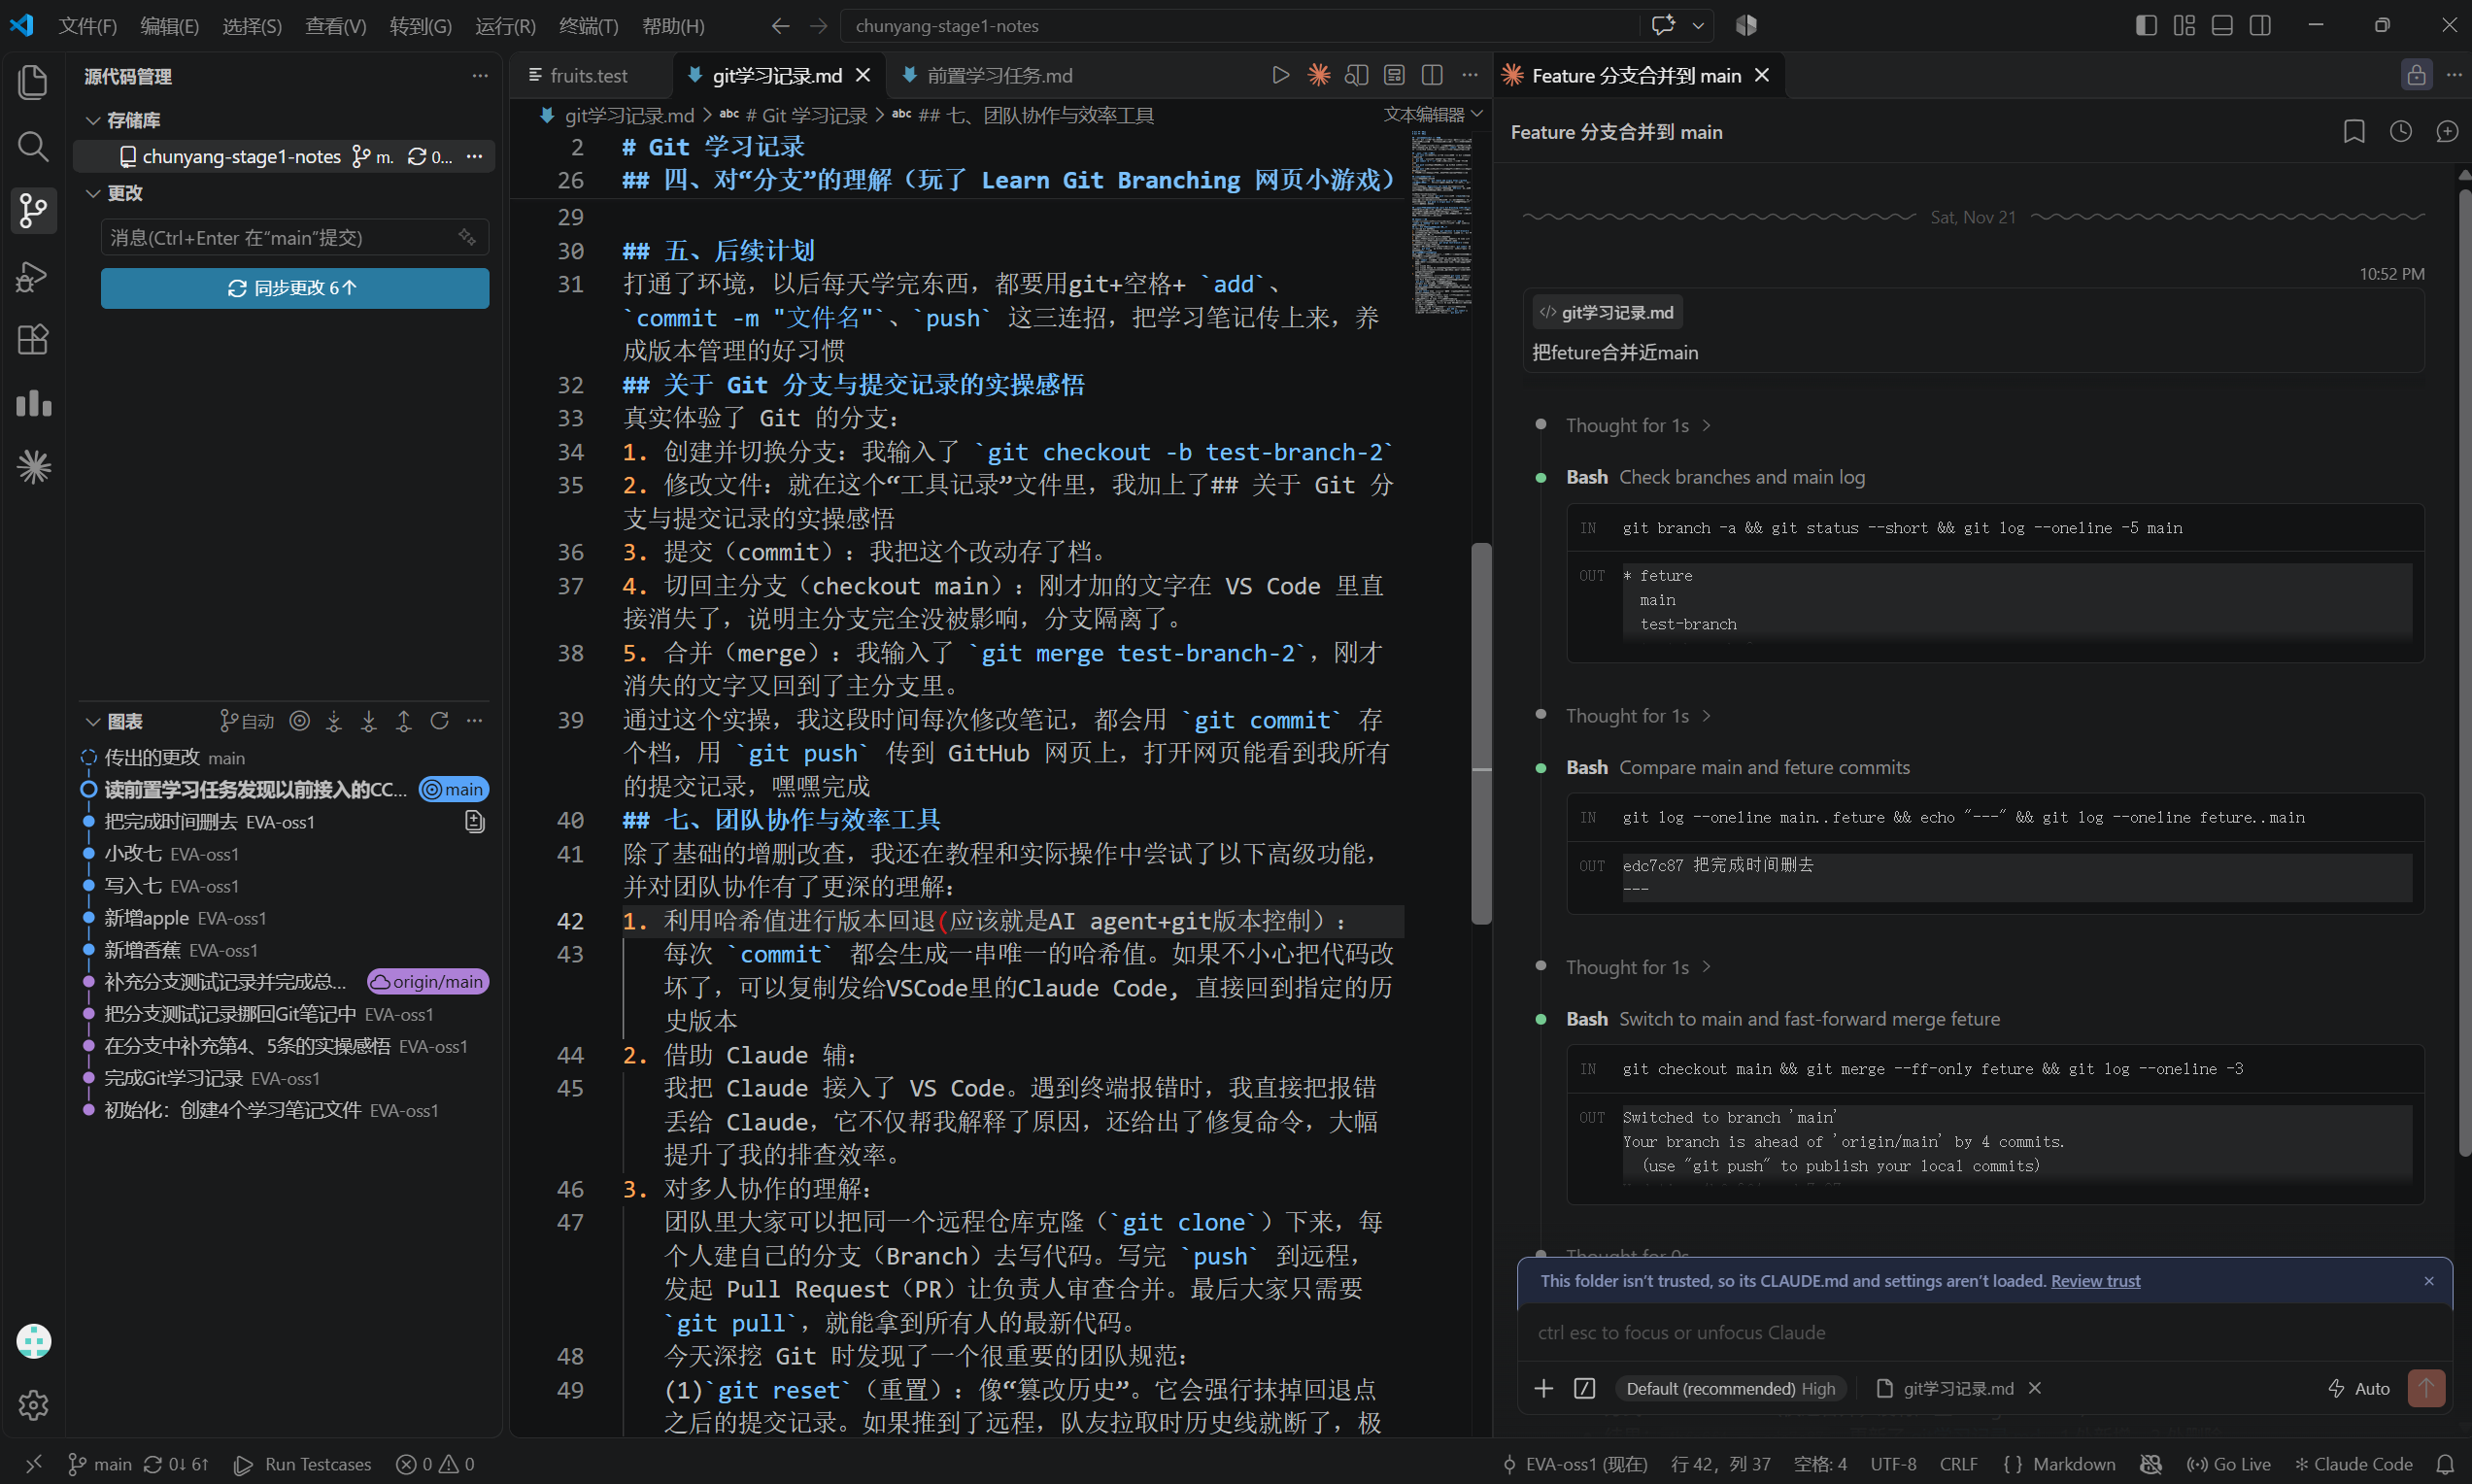 文件(F) 编辑(E) 选择(S) 查看(V) 转到(G) 运行(R) 终端(T) 帮助(H)
chunyang-stage1-notes
源代码管理
存储库
chunyang-stage1-notes m. 0...
更改
消息(Ctrl+Enter 在"main"提交)
同步更改 6↑
图表
自动
传出的更改 main
读前置学习任务发现以前接入的CC... main
把完成时间删去 EVA-oss1
小改七 EVA-oss1
写入七 EVA-oss1
新增apple EVA-oss1
新增香蕉 EVA-oss1
补充分支测试记录并完成总... origin/main
把分支测试记录挪回Git笔记中 EVA-oss1
在分支中补充第4、5条的实操感悟 EVA-oss1
完成Git学习记录 EVA-oss1
初始化：创建4个学习笔记文件 EVA-oss1
fruits.test git学习记录.md 前置学习任务.md
git学习记录.md > abc # Git 学习记录 > abc ## 七、团队协作与效率工具
文本编辑器
2 # Git 学习记录
26 ## 四、对“分支”的理解（玩了 Learn Git Branching 网页小游戏）
29
30 ## 五、后续计划
31 打通了环境，以后每天学完东西，都要用git+空格+ `add`、
`commit -m "文件名"`、`push` 这三连招，把学习笔记传上来，养
成版本管理的好习惯
32 ## 关于 Git 分支与提交记录的实操感悟
33 真实体验了 Git 的分支：
34 1. 创建并切换分支：我输入了 `git checkout -b test-branch-2`
35 2. 修改文件：就在这个“工具记录”文件里，我加上了## 关于 Git 分
支与提交记录的实操感悟
36 3. 提交（commit）：我把这个改动存了档。
37 4. 切回主分支（checkout main）：刚才加的文字在 VS Code 里直
接消失了，说明主分支完全没被影响，分支隔离了。
38 5. 合并（merge）：我输入了 `git merge test-branch-2`，刚才
消失的文字又回到了主分支里。
39 通过这个实操，我这段时间每次修改笔记，都会用 `git commit` 存
个档，用 `git push` 传到 GitHub 网页上，打开网页能看到我所有
的提交记录，嘿嘿完成
40 ## 七、团队协作与效率工具
41 除了基础的增删改查，我还在教程和实际操作中尝试了以下高级功能，
并对团队协作有了更深的理解：
42 1. 利用哈希值进行版本回退(应该就是AI agent+git版本控制）：
43 每次 `commit` 都会生成一串唯一的哈希值。如果不小心把代码改
坏了，可以复制发给VSCode里的Claude Code, 直接回到指定的历
史版本
44 2. 借助 Claude 辅：
45 我把 Claude 接入了 VS Code。遇到终端报错时，我直接把报错
丢给 Claude，它不仅帮我解释了原因，还给出了修复命令，大幅
提升了我的排查效率。
46 3. 对多人协作的理解：
47 团队里大家可以把同一个远程仓库克隆（`git clone`）下来，每
个人建自己的分支（Branch）去写代码。写完 `push` 到远程，
发起 Pull Request（PR）让负责人审查合并。最后大家只需要
`git pull`，就能拿到所有人的最新代码。
48 今天深挖 Git 时发现了一个很重要的团队规范：
49 (1)`git reset`（重置）：像“篡改历史”。它会强行抹掉回退点
之后的提交记录。如果推到了远程，队友拉取时历史线就断了，极
Feature 分支合并到 main
Feature 分支合并到 main
Sat, Nov 21
10:52 PM
</> git学习记录.md
把feture合并近main
Thought for 1s >
Bash Check branches and main log
IN git branch -a && git status --short && git log --oneline -5 main
OUT * feture
main
test-branch
Thought for 1s >
Bash Compare main and feture commits
IN git log --oneline main..feture && echo "---" && git log --oneline feture..main
OUT edc7c87 把完成时间删去
---
Thought for 1s >
Bash Switch to main and fast-forward merge feture
IN git checkout main && git merge --ff-only feture && git log --oneline -3
OUT Switched to branch 'main'
Your branch is ahead of 'origin/main' by 4 commits.
(use "git push" to publish your local commits)
Thought for 0s
This folder isn't trusted, so its CLAUDE.md and settings aren't loaded. Review trust
ctrl esc to focus or unfocus Claude
Default (recommended) High git学习记录.md Auto
main 0↓ 6↑ Run Testcases 0 0
EVA-oss1 (现在) 行 42，列 37 空格: 4 UTF-8 CRLF { } Markdown Go Live Claude Code